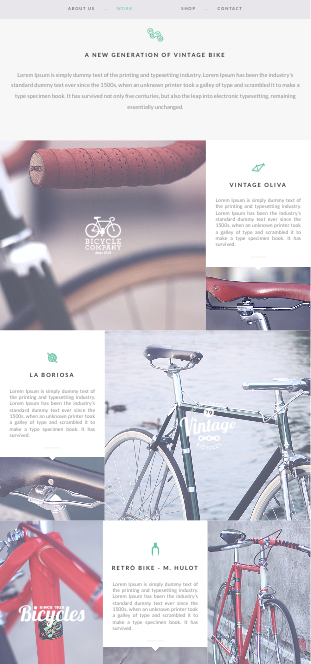 ABOUT US
WORK
SHOP
CONTACT
A NEW GENERATION OF VINTAGE BIKE
Lorem Ipsum is simply dummy text of the printing and typesetting industry. Lorem Ipsum has been the industry's
standard dummy text ever since the 1500s, when an unknown printer took a galley of type and scrambled it to make a
type specimen book. It has survived not only five centuries, but also the leap into electronic typesetting, remaining
essentially unchanged.
BICYCLE
COMPANY
VINTAGE OLIVA
Lorem Ipsum is simply dummy text of
the printing and typesetting industry.
Lorem Ipsum has been the industry's
standard dummy text ever since the
1500s, when an unknown printer took
a galley of type and scrambled it to
make a type specimen book. It has
survived.
LA BORIOSA
Lorem Ipsum is simply dummy text of
the printing and typesetting industry.
Lorem Ipsum has been the industry's
standard dummy text ever since the
1500s, when an unknown printer took
a galley of type and scrambled it to
make a type specimen book. It has
survived.
Vintage
SINCE 1922
Bicycles
RETRÒ BIKE - M. HULOT
Lorem Ipsum is simply dummy text of
the printing and typesetting industry.
Lorem Ipsum has been the industry's
standard dummy text ever since the
1500s, when an unknown printer took
a galley of type and scrambled it to
make a type specimen book. It has
survived.